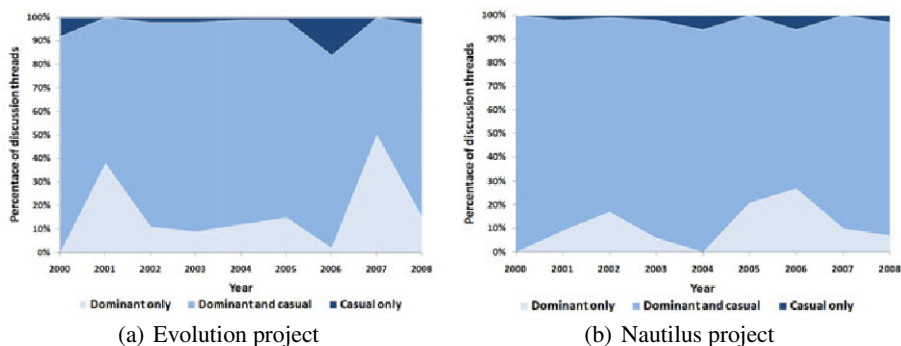 100%
90%
80%
70%
60%
50%
40%
30%
20%
10%
0%
Percentace of discussion threads
2000 2001 2002 2003 2004 2005 2006 2007 2008
Year
Dominant only Dominant and casual Casual only
(a) Evolution project
100%
90%
80%
70%
60%
50%
40%
30%
20%
10%
0%
Percentage of discussion threads
2000 2001 2002 2003 2004 2005 2006 2007 2008
Year
Dominant only Dominant and casual Casual only
(b) Nautilus project